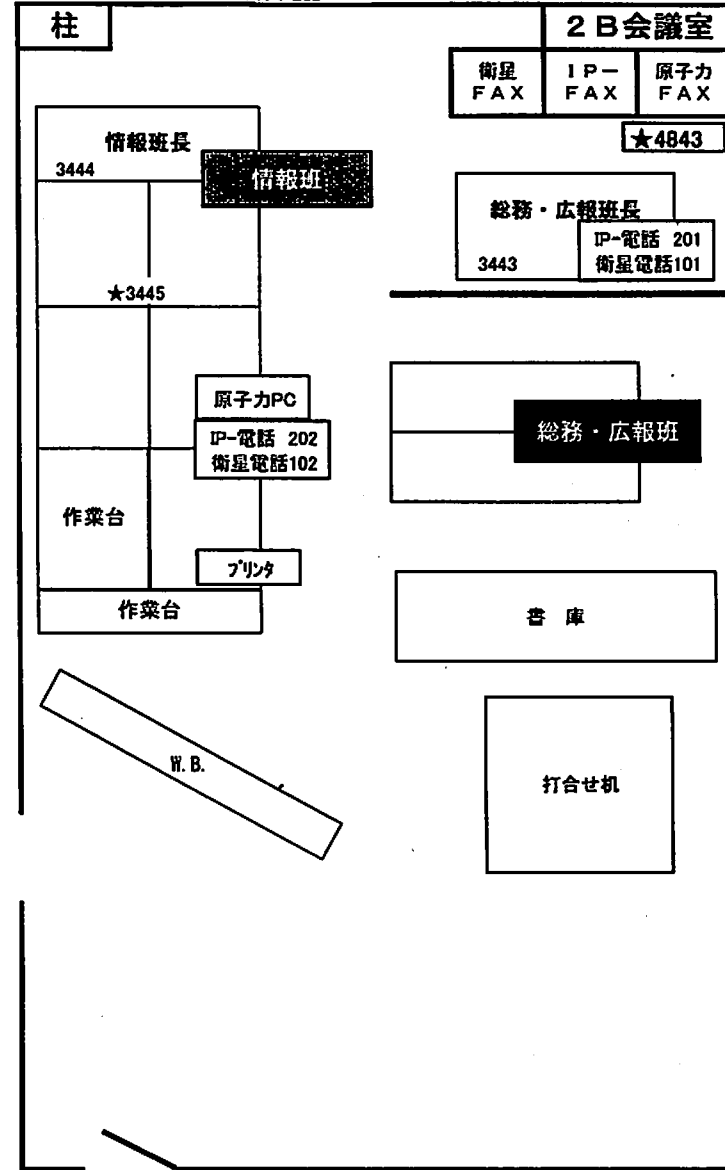 柱
２Ｂ会議室
衛星
ＦＡＸ
ＩＰ－
ＦＡＸ
原子力
ＦＡＸ
★4843
情報班長
3444
情報班
総務・広報班長
3443
IP-電話 201
衛星電話101
★3445
原子力PC
IP-電話 202
衛星電話102
総務・広報班
作業台
ﾌﾟﾘﾝﾀ
作業台
書 庫
W.B.
打合せ机